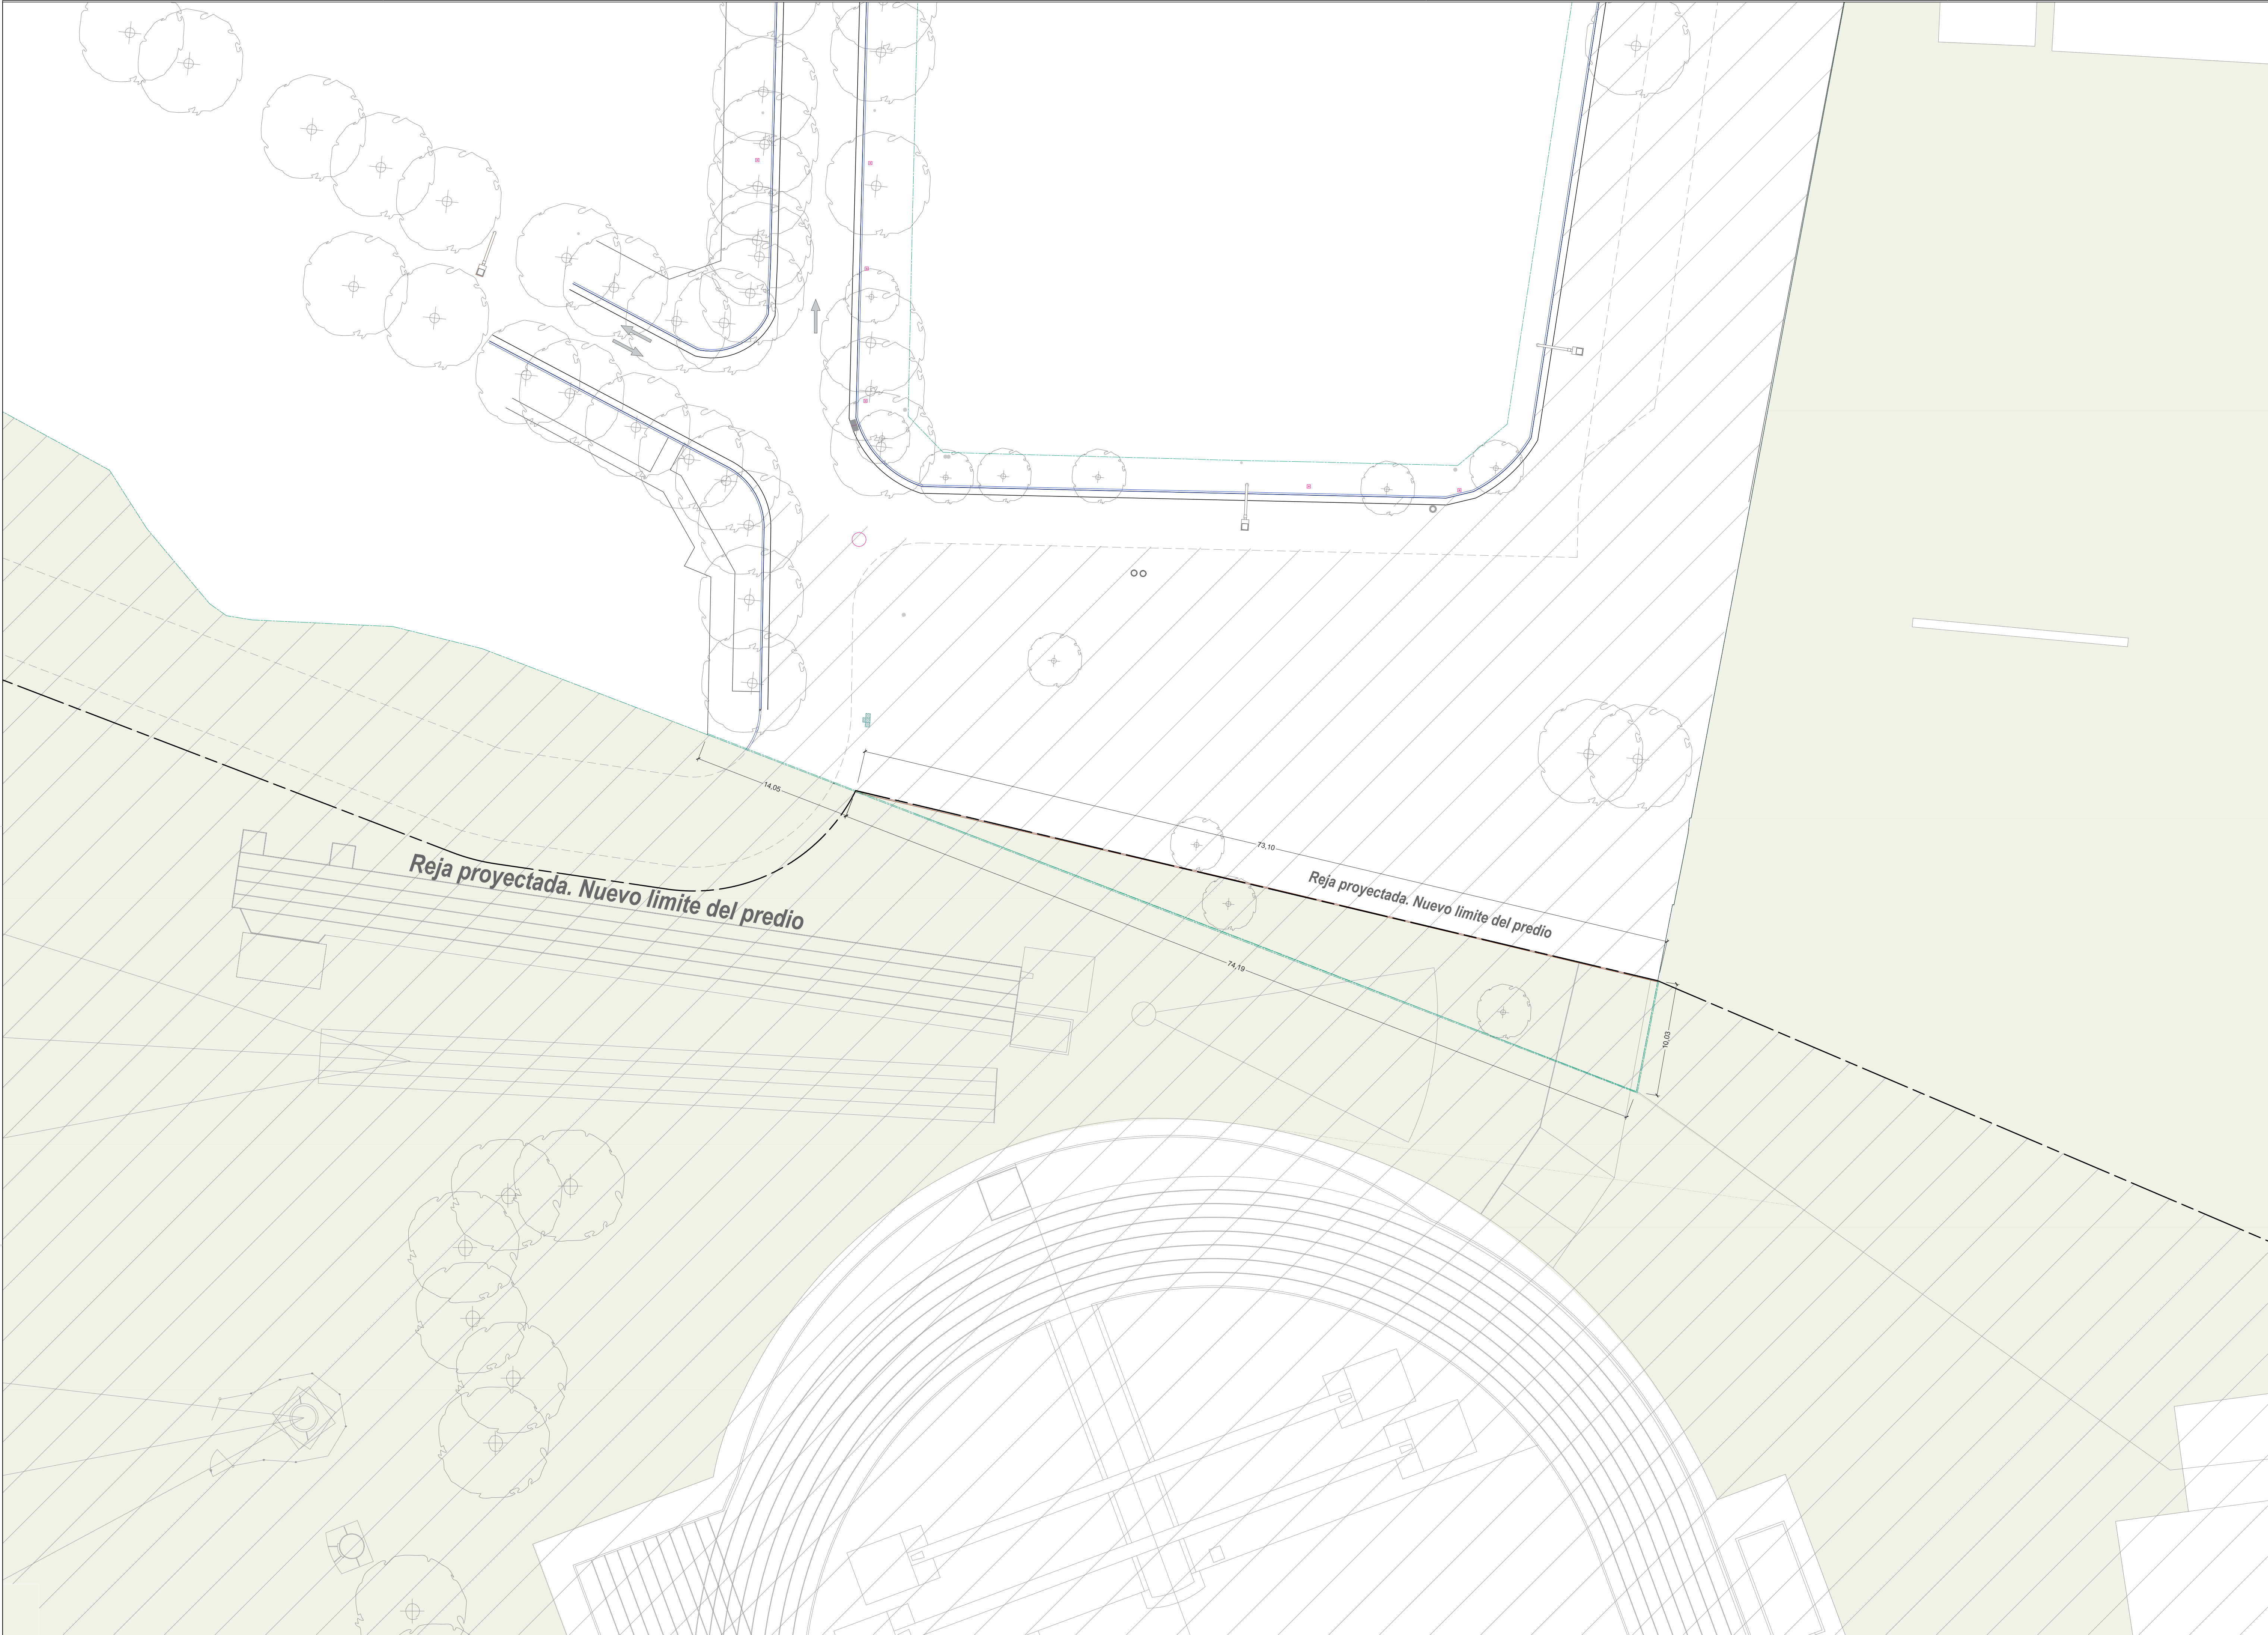 14,05
73,10
Reja proyectada. Nuevo limite del predio
Reja proyectada. Nuevo limite del predio
74,19
10,03